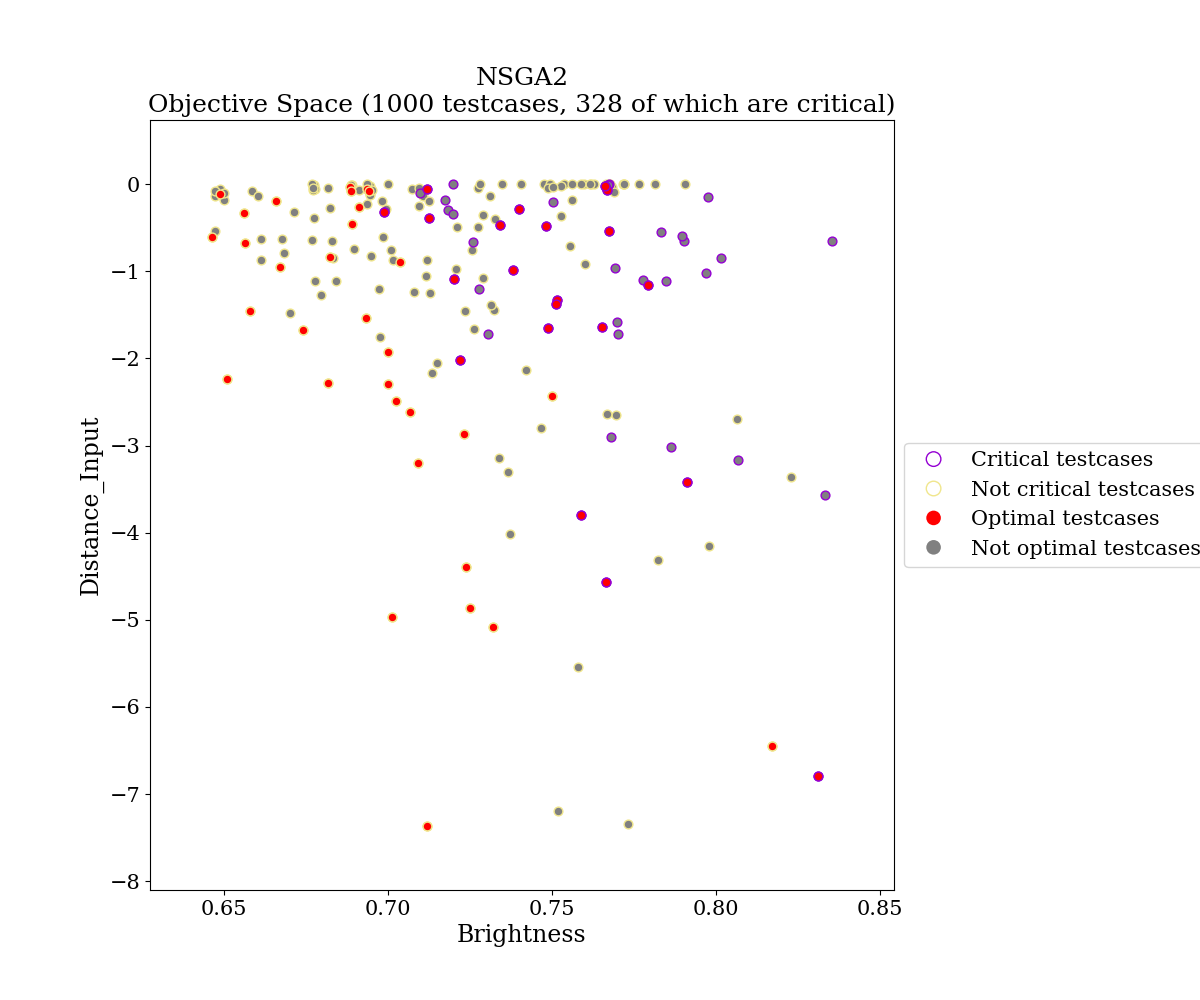 NSGA2
Objective Space (1000 testcases, 328 of which are critical)
0
−1
−2
−3
−4
−5
−6
−7
−8
Distance_Input
0.65
0.70
0.75
0.80
0.85
Brightness
Critical testcases
Not critical testcases
Optimal testcases
Not optimal testcases